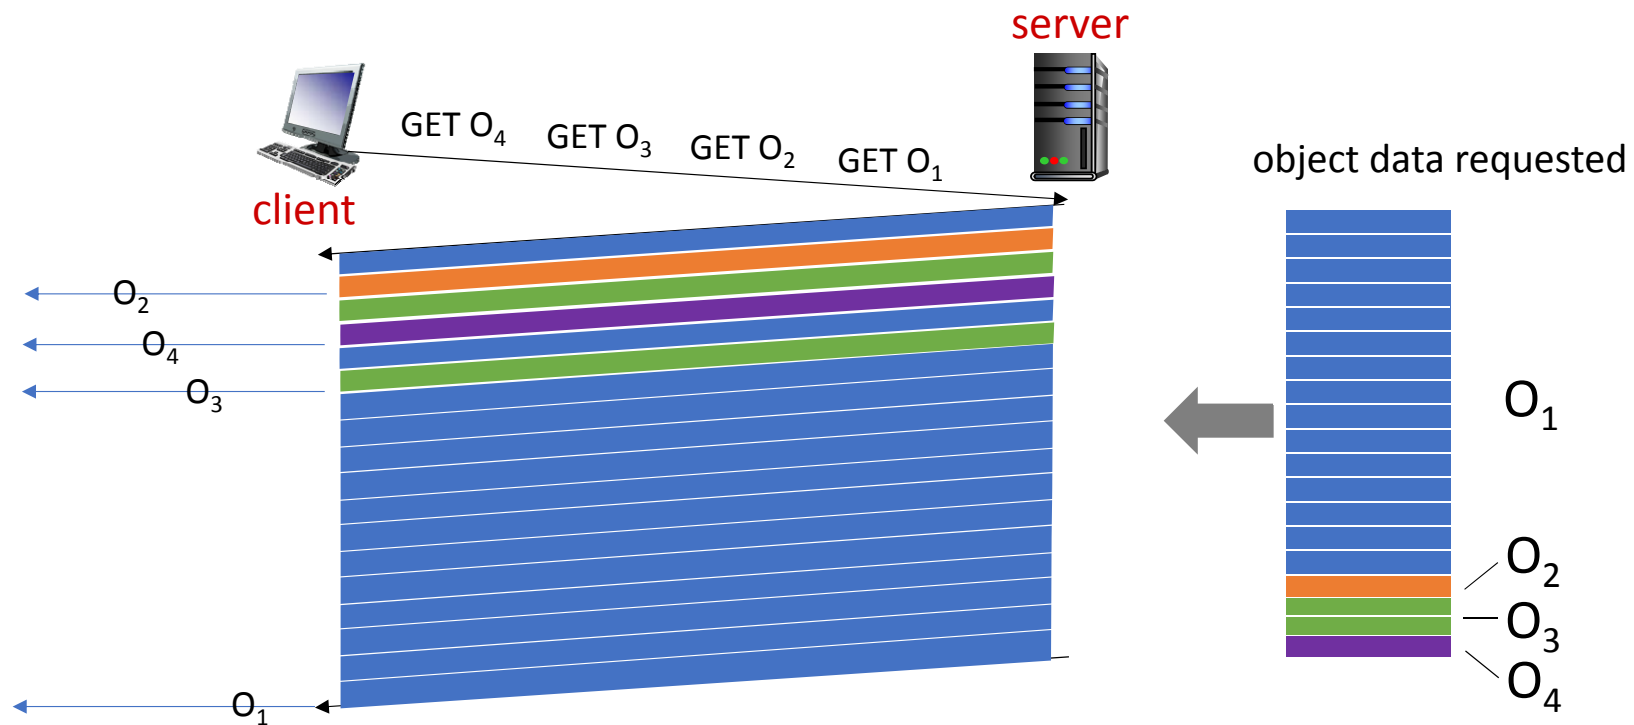 server
GET O₄
GET O₃
GET O₂
GET O₁
object data requested
client
O₂
O₄
O₃
O₁
O₂
O₃
O₄
O₁